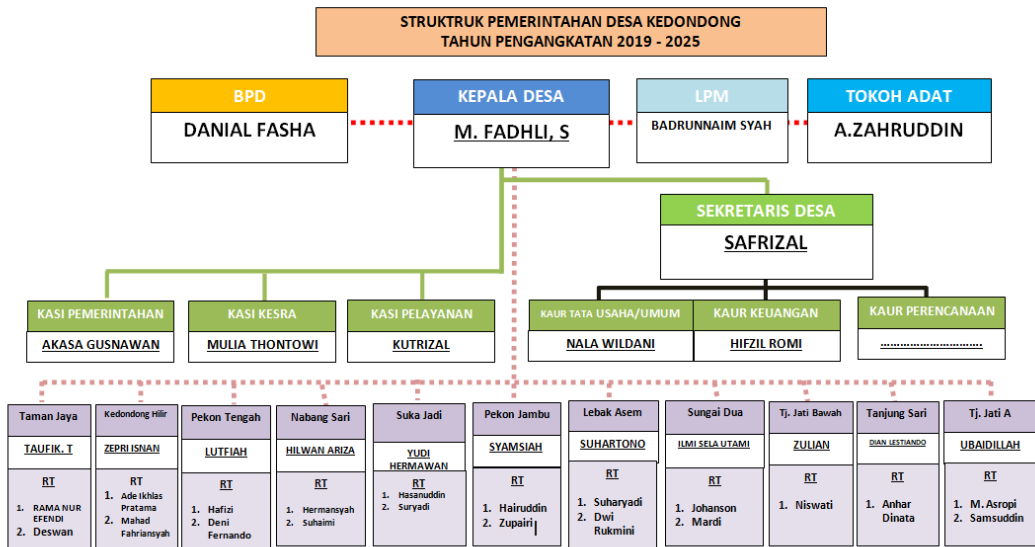 STRUKTRUK PEMERINTAHAN DESA KEDONDONG
TAHUN PENGANGKATAN 2019 - 2025
BPD
DANIAL FASHA
KEPALA DESA
M. FADHLI, S
LPM
BADRUNNAIM SYAH
TOKOH ADAT
A.ZAHRUDDIN
SEKRETARIS DESA
SAFRIZAL
KASI PEMERINTAHAN
AKASA GUSNAWAN
KASI KESRA
MULIA THONTOWI
KASI PELAYANAN
KUTRIZAL
KAUR TATA USAHA/UMUM
NALA WILDANI
KAUR KEUANGAN
HIFZIL ROMI
KAUR PERENCANAAN
................................
Taman Jaya
TAUFIK. T
RT
1. RAMA NUR
EFENDI
2. Deswan
Kedondong Hilir
ZEPRI ISNAN
RT
1. Ade Ikhlas
Pratama
2. Mahad
Fahriansyah
Pekon Tengah
LUTFIAH
RT
1. Hafizi
2. Deni
Fernando
Nabang Sari
HILWAN ARIZA
RT
1. Hermansyah
2. Suhaimi
Suka Jadi
YUDI
HERMAWAN
RT
1. Hasanuddin
2. Suryadi
Pekon Jambu
SYAMSIAH
RT
1. Hairuddin
2. Zupairi
Lebak Asem
SUHARTONO
RT
1. Suharyadi
2. Dwi
Rukmini
Sungai Dua
ILMI SELA UTAMI
RT
1. Johanson
2. Mardi
Tj. Jati Bawah
ZULIAN
RT
1. Niswati
Tanjung Sari
DIAN LESTIANDO
RT
1. Anhar
Dinata
Tj. Jati A
UBAIDILLAH
RT
1. M. Asropi
2. Samsuddin